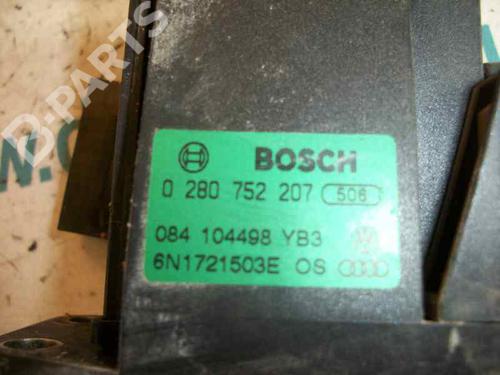 B-PARTS
BOSCH
0 280 752 207 506
084 104498 YB3
6N1721503E OS